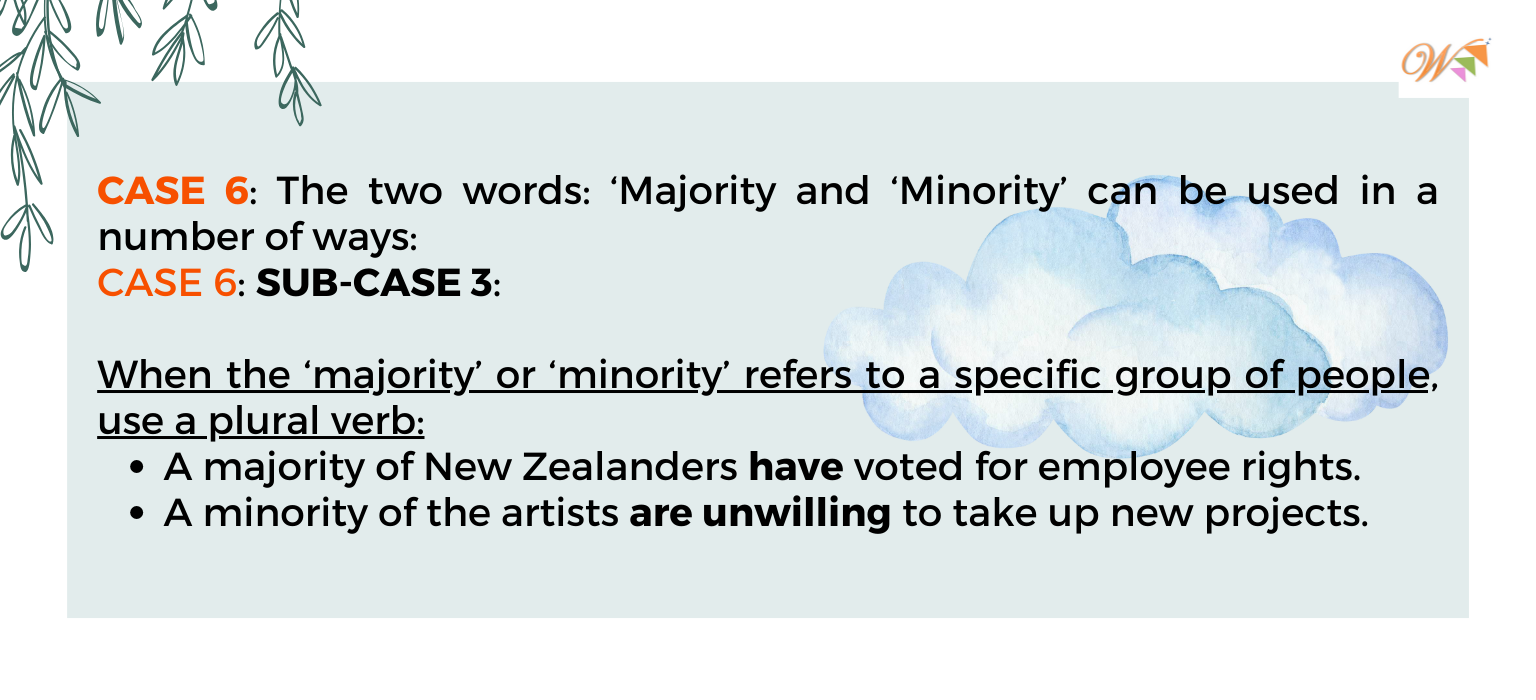 W
CASE 6: The two words: ‘Majority and ‘Minority’ can be used in a
number of ways:
CASE 6: SUB-CASE 3:
When the ‘majority’ or ‘minority’ refers to a specific group of people,
use a plural verb:
• A majority of New Zealanders have voted for employee rights.
• A minority of the artists are unwilling to take up new projects.